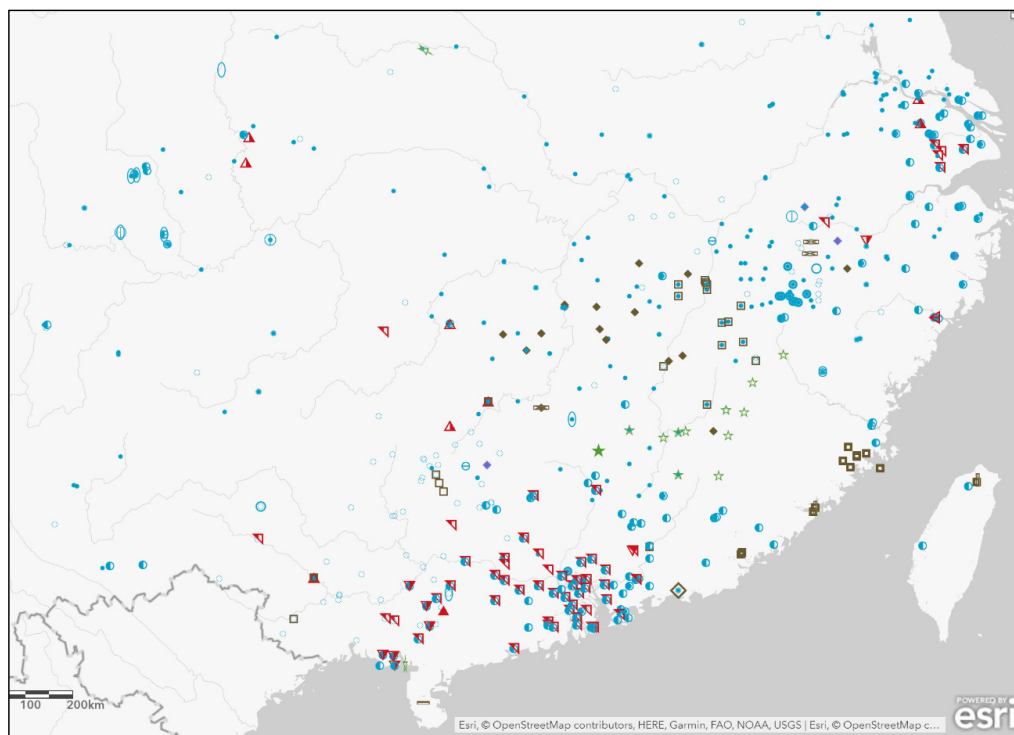 100 200km
Esri, © OpenStreetMap contributors, HERE, Garmin, FAO, NOAA, USGS | Esri, © OpenStreetMap c...
POWERED BY
esri